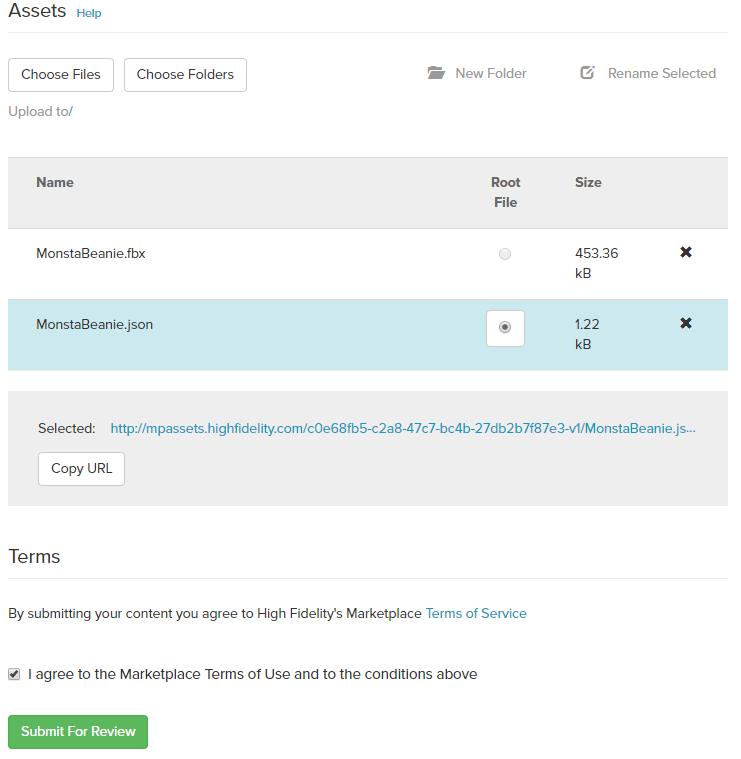 Assets Help
Choose Files Choose Folders New Folder Rename Selected
Upload to/
Name Root File Size
MonstaBeanie.fbx 453.36 kB
MonstaBeanie.json 1.22 kB
Selected: http://mpassets.highfidelity.com/c0e68fb5-c2a8-47c7-bc4b-27db2b7f87e3-v1/MonstaBeanie.js...
Copy URL
Terms
By submitting your content you agree to High Fidelity's Marketplace Terms of Service
I agree to the Marketplace Terms of Use and to the conditions above
Submit For Review